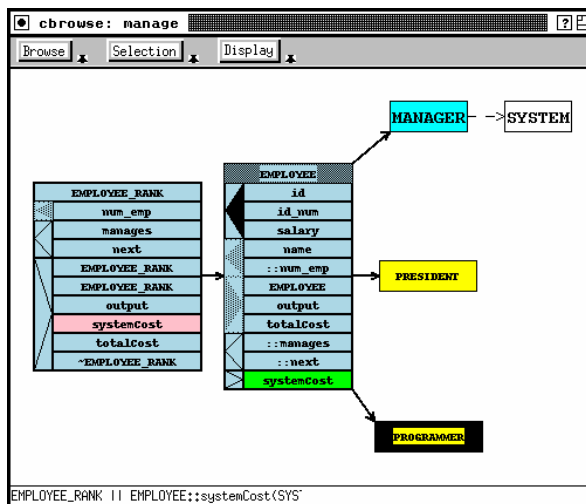 cbrowse: manage
?
Browse Selection Display
MANAGER
SYSTEM
EMPLOYEE_RANK
num_emp
manages
next
EMPLOYEE_RANK
EMPLOYEE_RANK
output
systemCost
totalCost
~EMPLOYEE_RANK
EMPLOYEE
id
id_num
salary
name
::num_emp
EMPLOYEE
output
totalCost
::manages
::next
systemCost
PRESIDENT
PROGRAMMER
EMPLOYEE_RANK || EMPLOYEE::systemCost(SYS